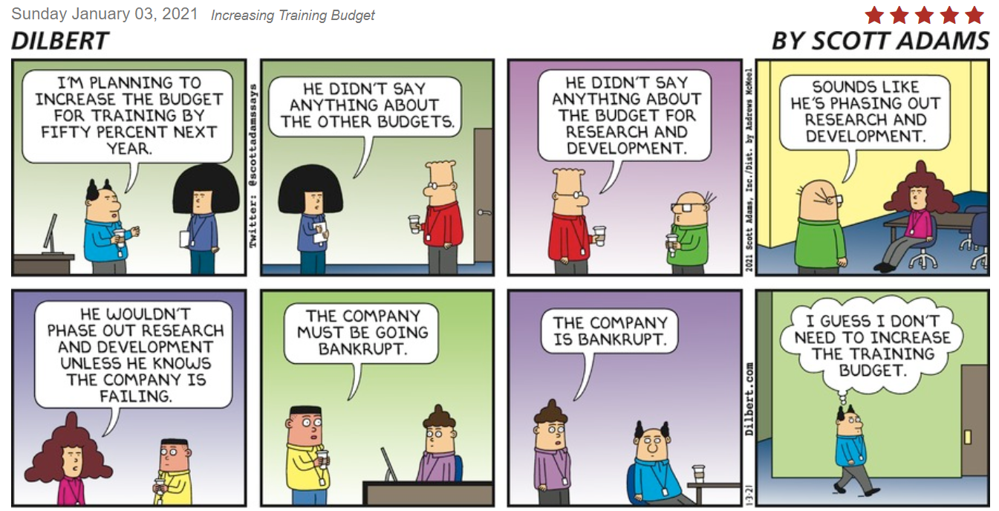 Sunday January 03, 2021 Increasing Training Budget
DILBERT
BY SCOTT ADAMS
I'M PLANNING TO
INCREASE THE BUDGET
FOR TRAINING BY
FIFTY PERCENT NEXT
YEAR.
Twitter: @scottadamssays
HE DIDN'T SAY
ANYTHING ABOUT
THE OTHER BUDGETS.
HE DIDN'T SAY
ANYTHING ABOUT
THE BUDGET FOR
RESEARCH AND
DEVELOPMENT.
2021 Scott Adams, Inc./Dist. by Andrews McMeel
SOUNDS LIKE
HE'S PHASING OUT
RESEARCH AND
DEVELOPMENT.
HE WOULDN'T
PHASE OUT RESEARCH
AND DEVELOPMENT
UNLESS HE KNOWS
THE COMPANY IS
FAILING.
THE COMPANY
MUST BE GOING
BANKRUPT.
THE COMPANY
IS BANKRUPT.
1-3-21 Dilbert.com
I GUESS I DON'T
NEED TO INCREASE
THE TRAINING
BUDGET.